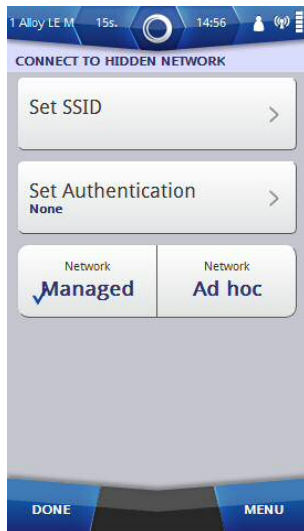 1 Alloy LE M 15s. 14:56
CONNECT TO HIDDEN NETWORK
Set SSID
Set Authentication
None
Network Network
Managed Ad hoc
DONE MENU